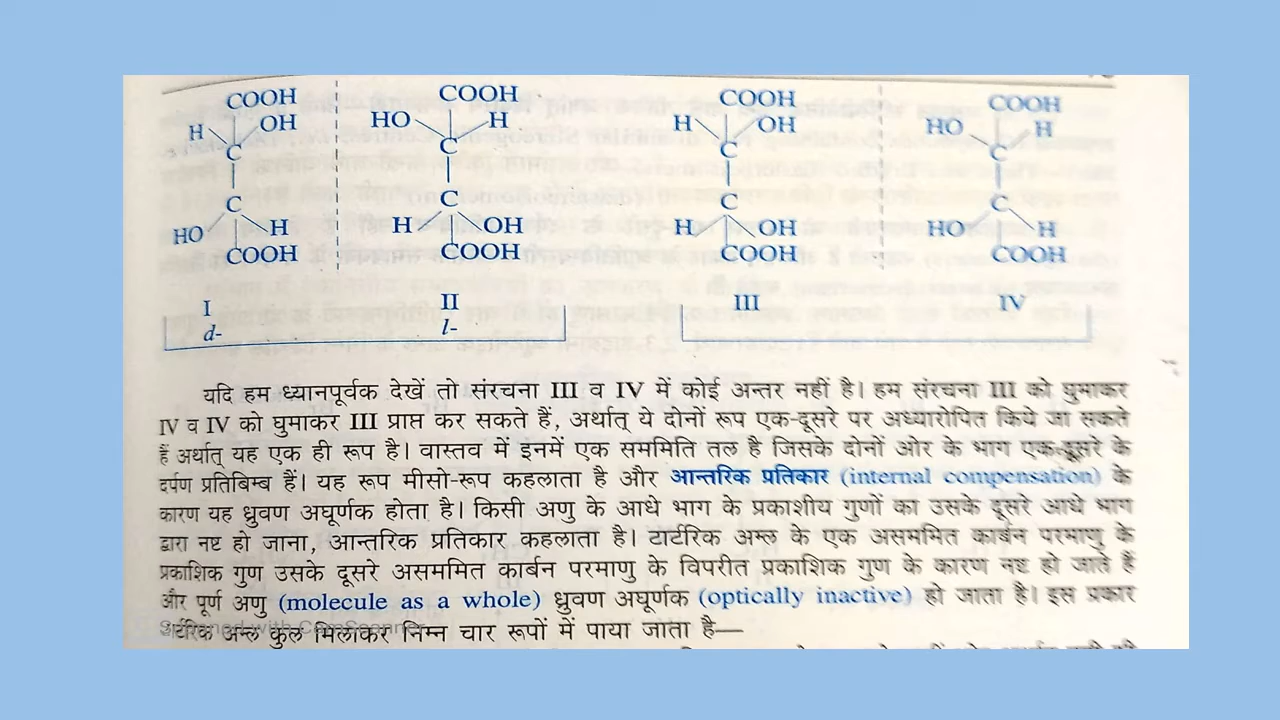 COOH COOH COOH COOH
H OH HO H H OH HO H
C C C C
C C C C
HO H H OH H OH HO H
COOH COOH COOH COOH
I II III IV
d- l-
यदि हम ध्यानपूर्वक देखें तो संरचना III व IV में कोई अन्तर नहीं है। हम संरचना III को घुमाकर
IV व IV को घुमाकर III प्राप्त कर सकते हैं, अर्थात् ये दोनों रूप एक-दूसरे पर अध्यारोपित किये जा सकते
हैं अर्थात् यह एक ही रूप है। वास्तव में इनमें एक सममिति तल है जिसके दोनों ओर के भाग एक-दूसरे के
दर्पण प्रतिबिम्ब हैं। यह रूप मीसो-रूप कहलाता है और आन्तरिक प्रतिकार (internal compensation) के
कारण यह ध्रुवण अघूर्णक होता है। किसी अणु के आधे भाग के प्रकाशीय गुणों का उसके दूसरे आधे भाग
द्वारा नष्ट हो जाना, आन्तरिक प्रतिकार कहलाता है। टार्टरिक अम्ल के एक असममित कार्बन परमाणु के
प्रकाशिक गुण उसके दूसरे असममित कार्बन परमाणु के विपरीत प्रकाशिक गुण के कारण नष्ट हो जाते हैं
और पूर्ण अणु (molecule as a whole) ध्रुवण अघूर्णक (optically inactive) हो जाता है। इस प्रकार
टार्टरिक अम्ल कुल मिलाकर निम्न चार रूपों में पाया जाता है—
Scanned with CamScanner